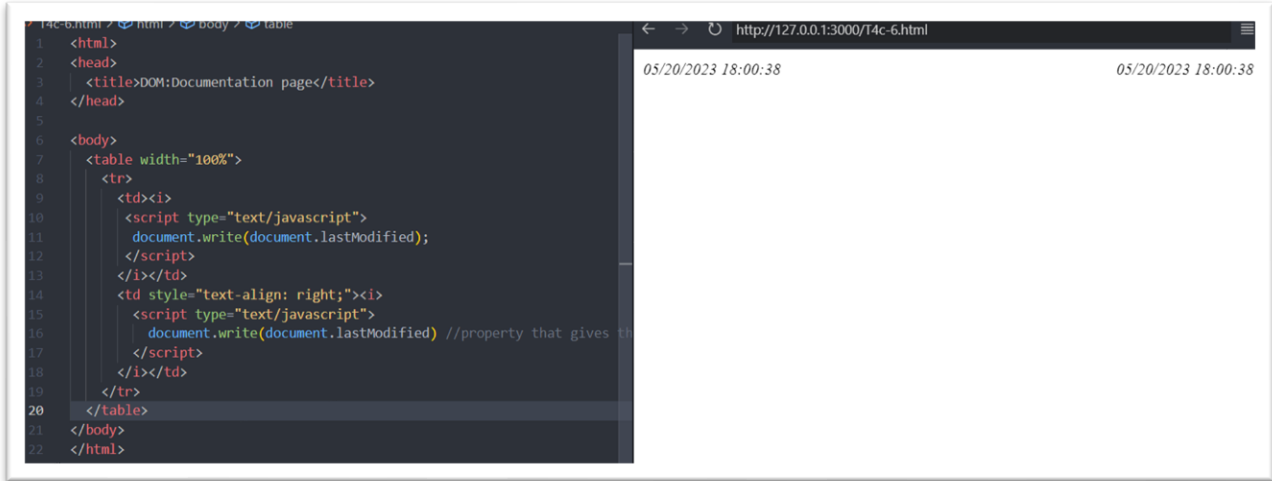 T4c-6.html > html > body > table
1 <html>
2 <head>
3 <title>DOM:Documentation page</title>
4 </head>
5
6 <body>
7 <table width="100%">
8 <tr>
9 <td><i>
10 <script type="text/javascript">
11 document.write(document.lastModified);
12 </script>
13 </i></td>
14 <td style="text-align: right;"><i>
15 <script type="text/javascript">
16 document.write(document.lastModified) //property that gives th
17 </script>
18 </i></td>
19 </tr>
20 </table>
21 </body>
22 </html>
http://127.0.0.1:3000/T4c-6.html
05/20/2023 18:00:38 05/20/2023 18:00:38